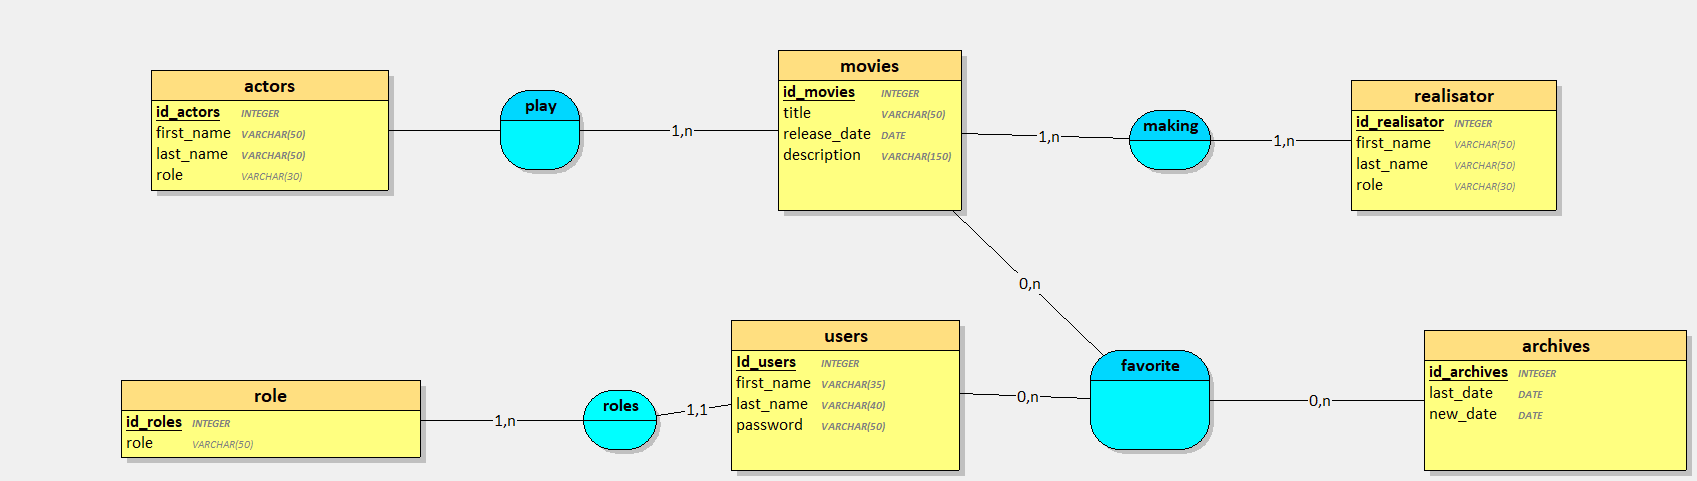 actors
id_actors INTEGER
first_name VARCHAR(50)
last_name VARCHAR(50)
role VARCHAR(30)
play
1,n
movies
id_movies INTEGER
title VARCHAR(50)
release_date DATE
description VARCHAR(150)
1,n
making
1,n
realisator
id_realisator INTEGER
first_name VARCHAR(50)
last_name VARCHAR(50)
role VARCHAR(30)
0,n
role
id_roles INTEGER
role VARCHAR(50)
1,n
roles
1,1
users
Id_users INTEGER
first_name VARCHAR(35)
last_name VARCHAR(40)
password VARCHAR(50)
0,n
favorite
0,n
archives
id_archives INTEGER
last_date DATE
new_date DATE